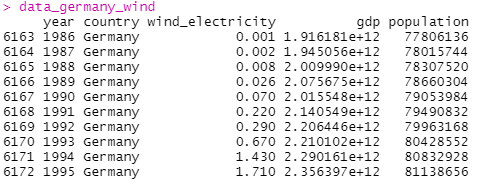 > data_germany_wind
year country wind_electricity gdp population
6163 1986 Germany 0.001 1.916181e+12 77806136
6164 1987 Germany 0.002 1.945056e+12 78015744
6165 1988 Germany 0.008 2.009990e+12 78307520
6166 1989 Germany 0.026 2.075675e+12 78660304
6167 1990 Germany 0.070 2.015548e+12 79053984
6168 1991 Germany 0.220 2.140549e+12 79490832
6169 1992 Germany 0.290 2.206446e+12 79963168
6170 1993 Germany 0.670 2.210102e+12 80428552
6171 1994 Germany 1.430 2.290161e+12 80832928
6172 1995 Germany 1.710 2.356397e+12 81138656